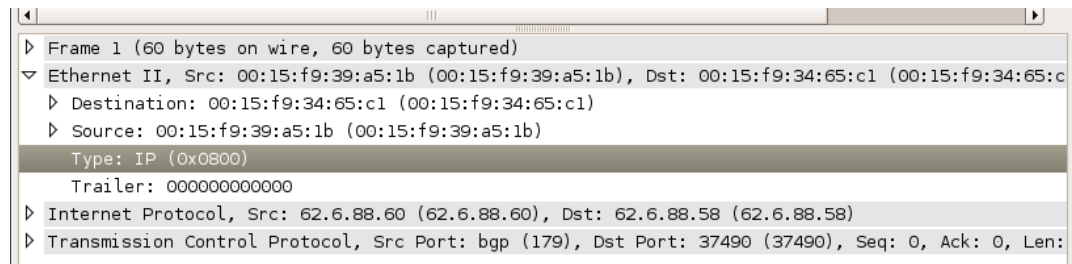 Frame 1 (60 bytes on wire, 60 bytes captured)
Ethernet II, Src: 00:15:f9:39:a5:1b (00:15:f9:39:a5:1b), Dst: 00:15:f9:34:65:c1 (00:15:f9:34:65:c
Destination: 00:15:f9:34:65:c1 (00:15:f9:34:65:c1)
Source: 00:15:f9:39:a5:1b (00:15:f9:39:a5:1b)
Type: IP (0x0800)
Trailer: 000000000000
Internet Protocol, Src: 62.6.88.60 (62.6.88.60), Dst: 62.6.88.58 (62.6.88.58)
Transmission Control Protocol, Src Port: bgp (179), Dst Port: 37490 (37490), Seq: 0, Ack: 0, Len: